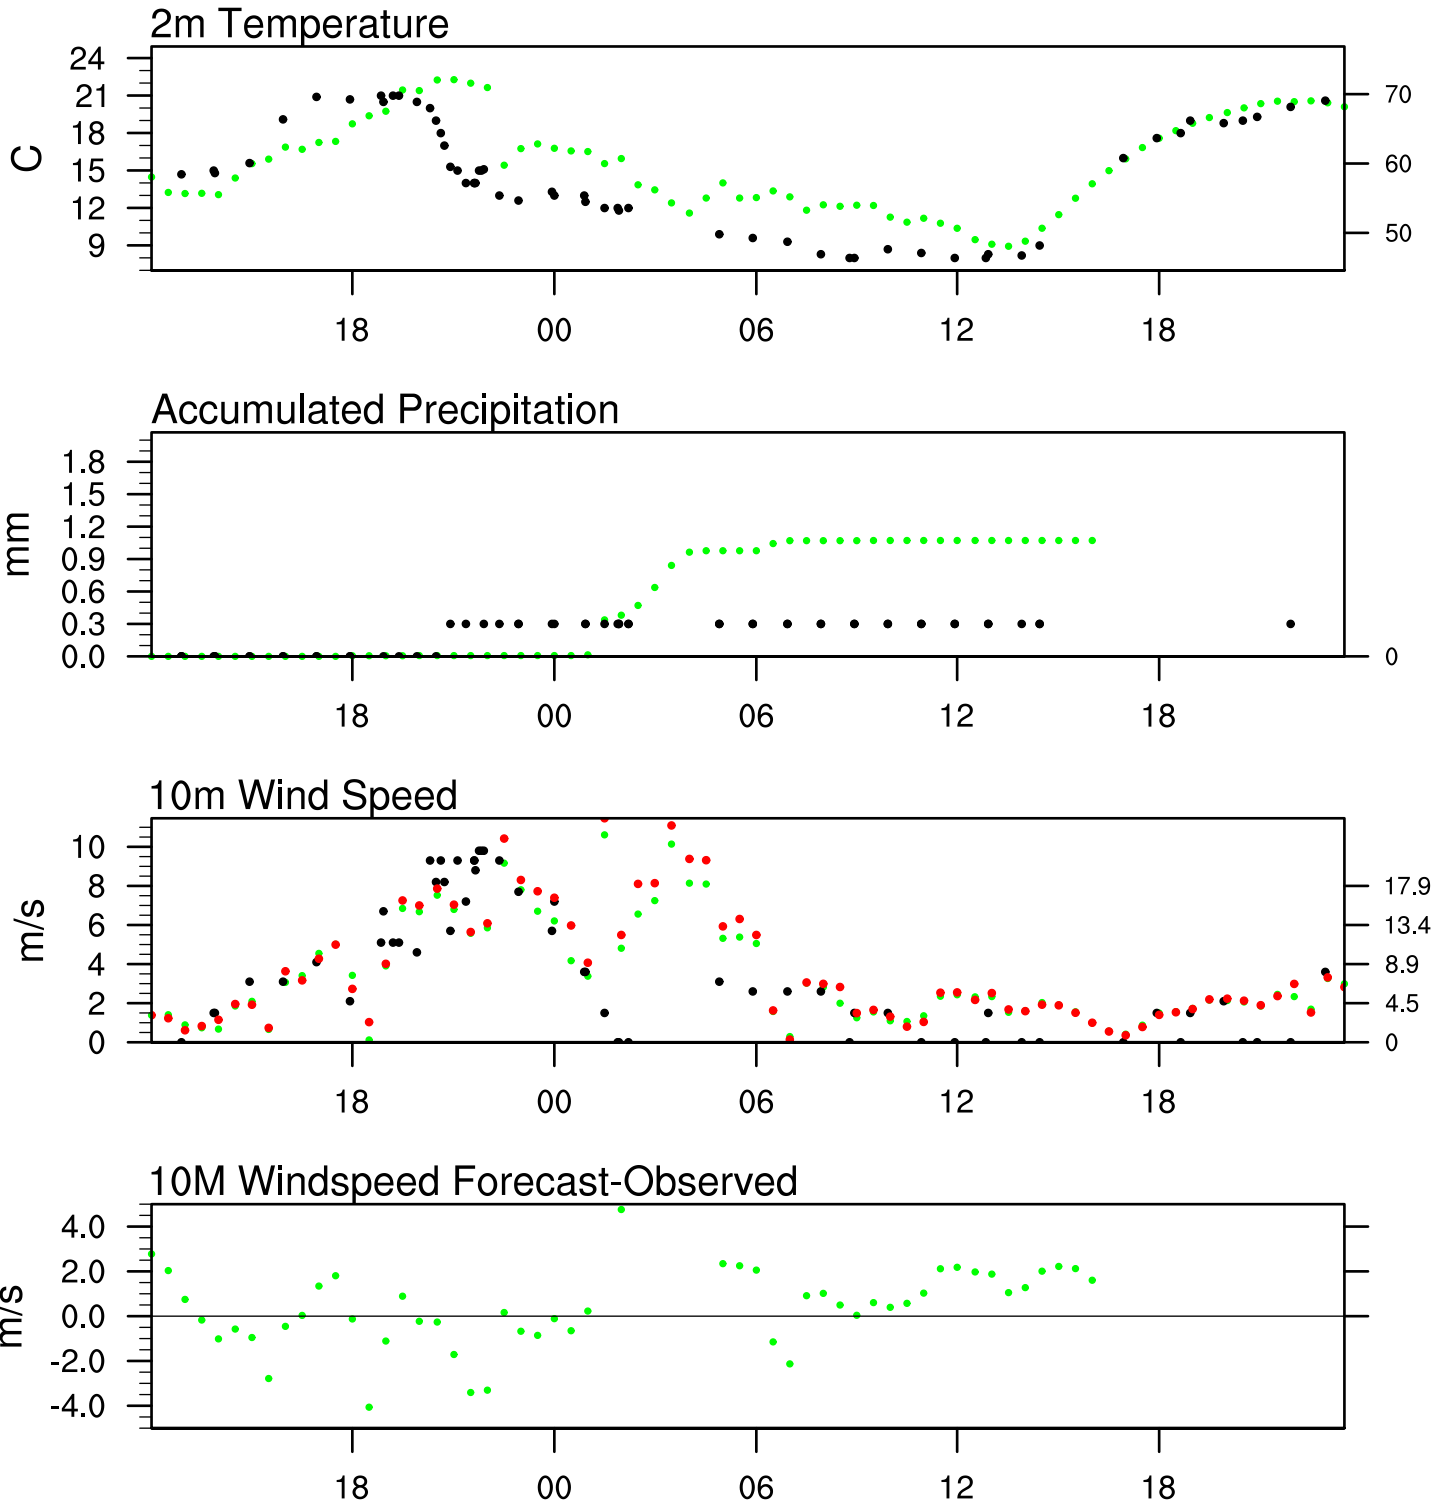 2m Temperature
24
21
18
15
12
9
C
70
60
50
18 00 06 12 18
Accumulated Precipitation
1.8
1.5
1.2
0.9
0.6
0.3
0.0
mm
0
18 00 06 12 18
10m Wind Speed
10
8
6
4
2
0
m/s
17.9
13.4
8.9
4.5
0
18 00 06 12 18
10M Windspeed Forecast-Observed
4.0
2.0
0.0
-2.0
-4.0
m/s
18 00 06 12 18